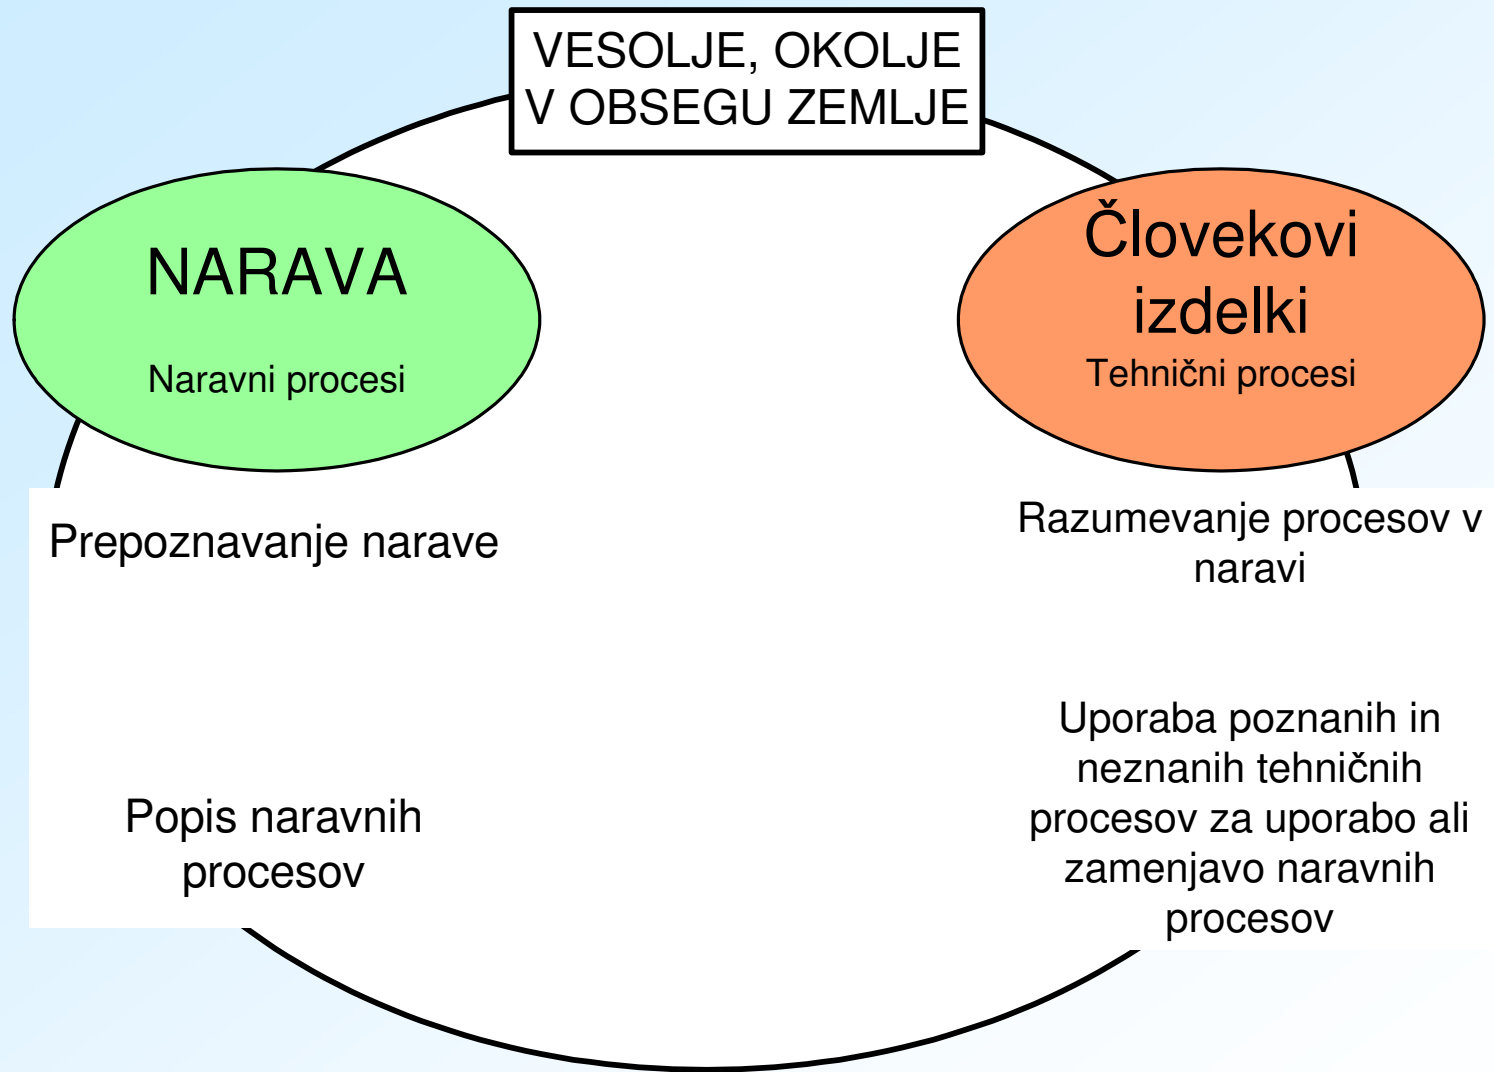 VESOLJE, OKOLJE
V OBSEGU ZEMLJE
NARAVA
Naravni procesi
Človekovi
izdelki
Tehnični procesi
Prepoznavanje narave
Popis naravnih
procesov
Razumevanje procesov v
naravi
Uporaba poznanih in
neznanih tehničnih
procesov za uporabo ali
zamenjavo naravnih
procesov